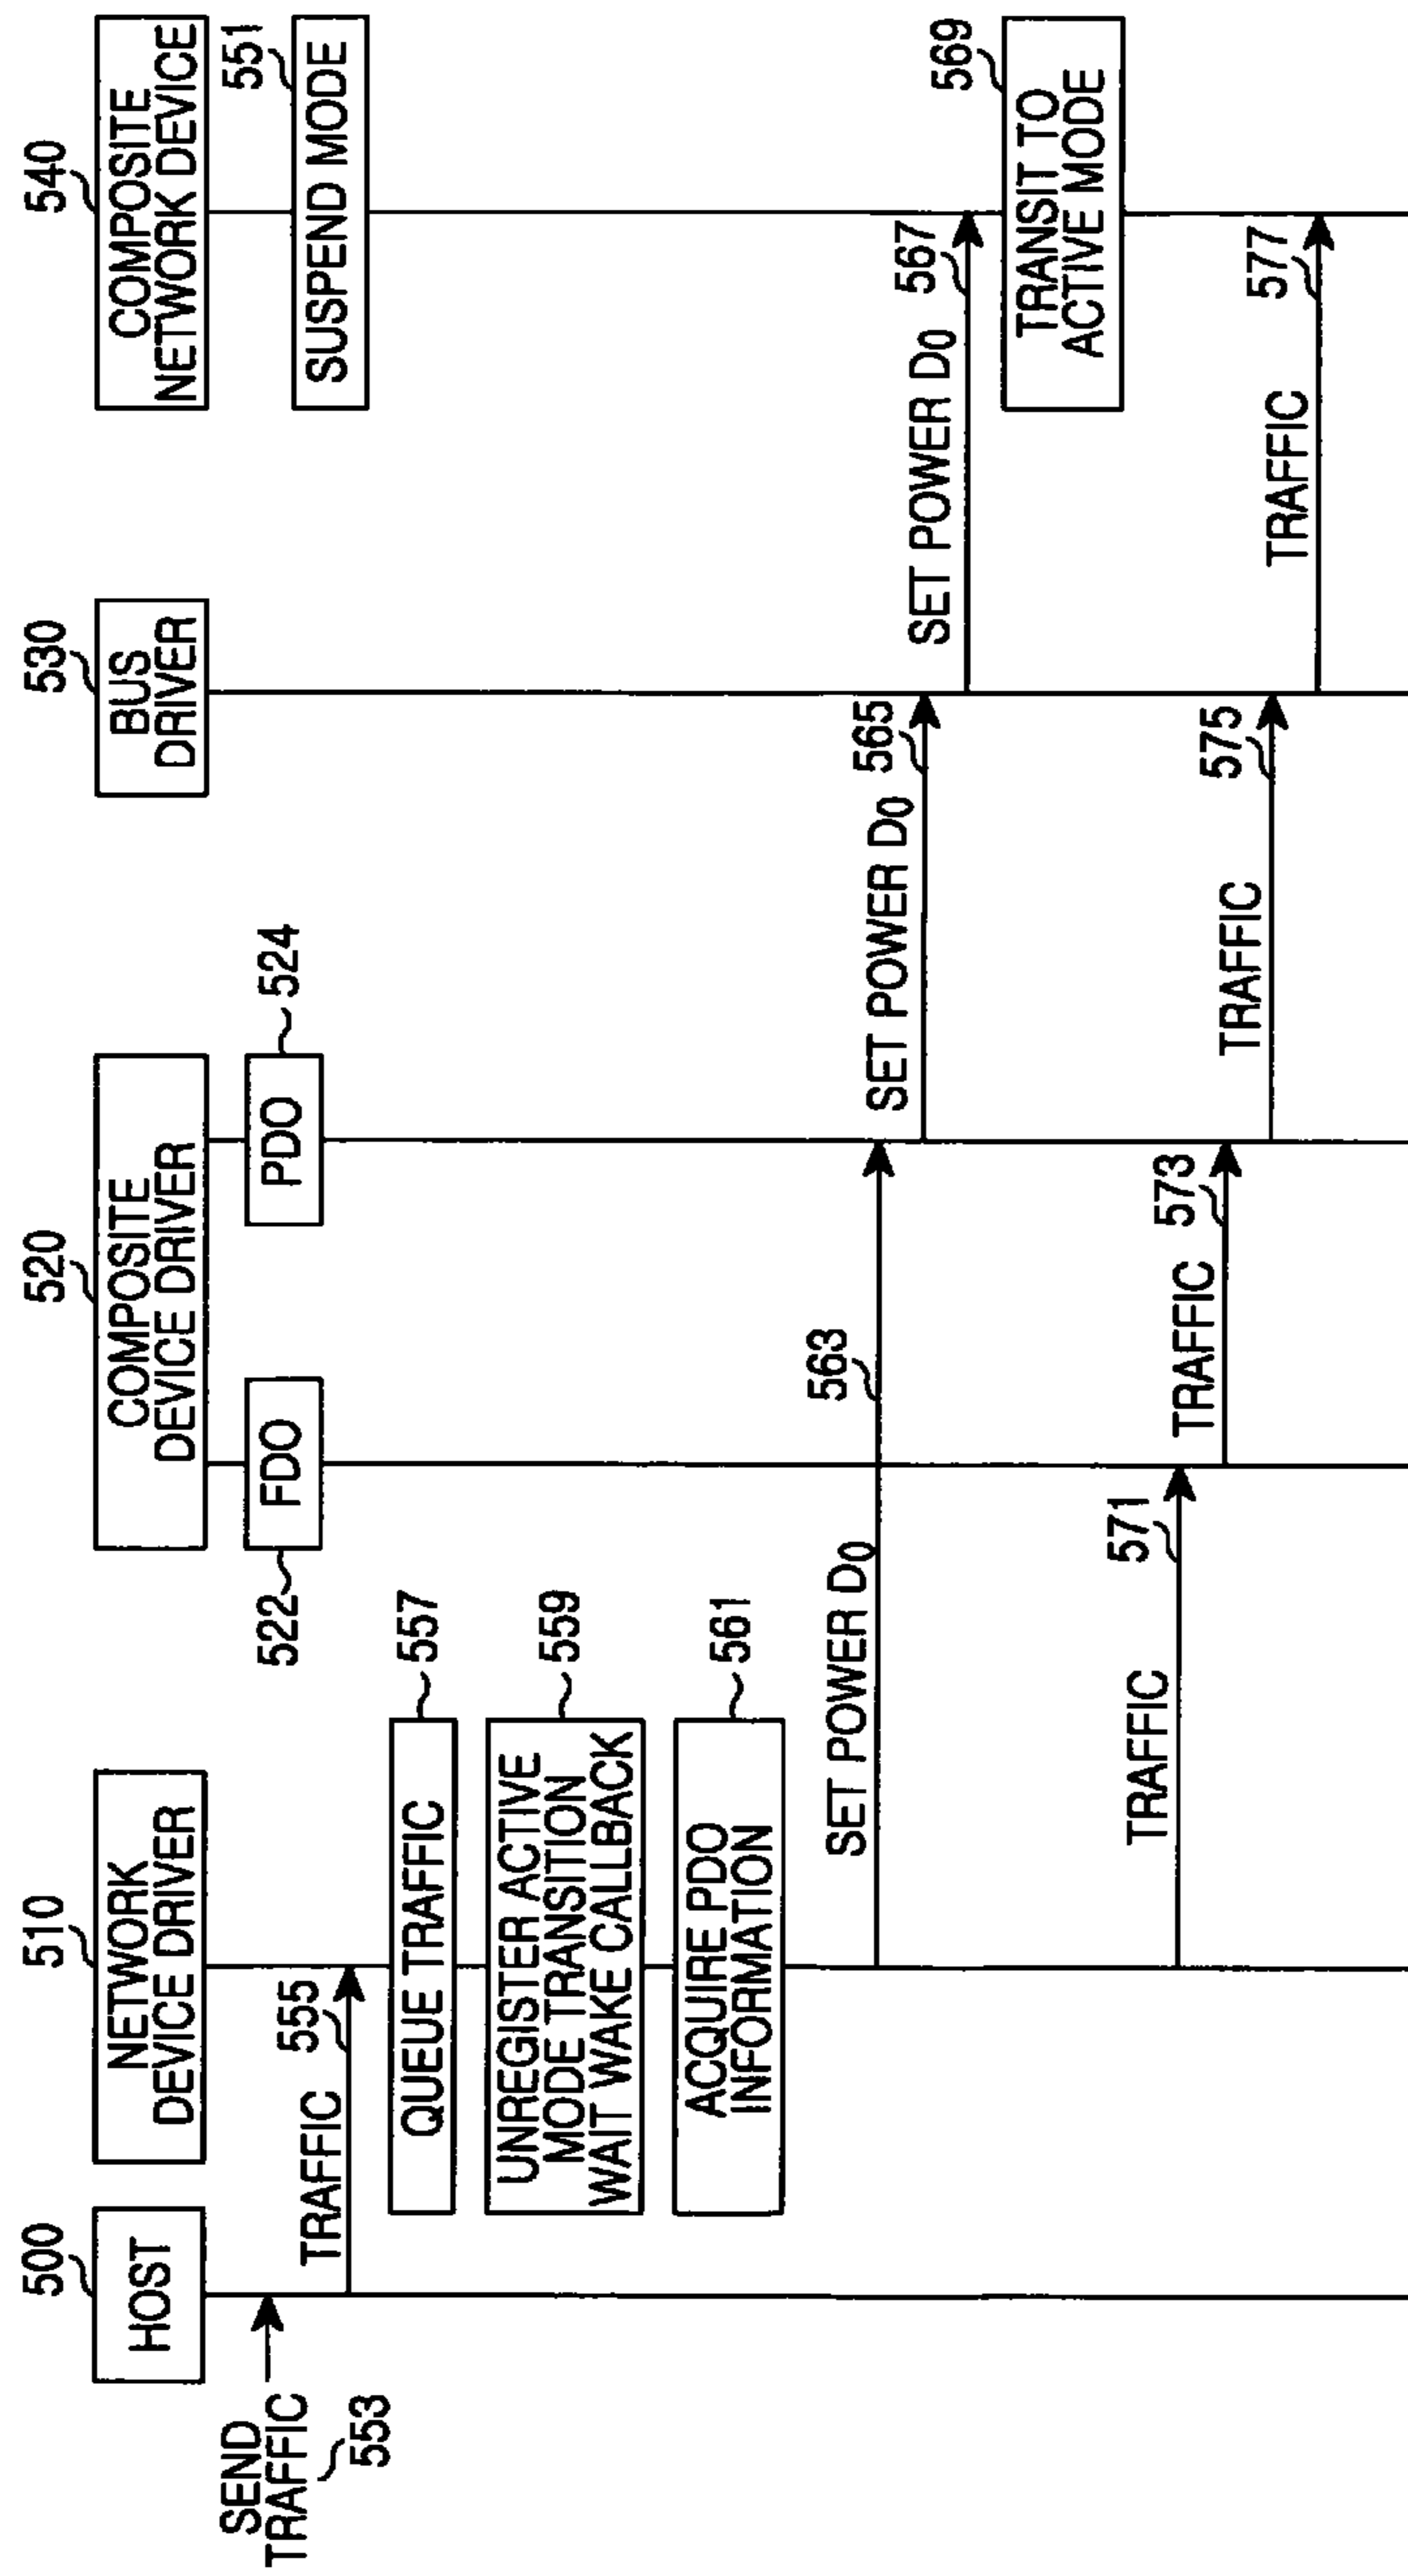 500
510
520
530
540
HOST
NETWORK
DEVICE DRIVER
COMPOSITE
DEVICE DRIVER
BUS
DRIVER
COMPOSITE
NETWORK DEVICE
522
FDO
PDO
524
551
SUSPEND MODE
SEND
TRAFFIC
553
TRAFFIC
555
QUEUE TRAFFIC
557
UNREGISTER ACTIVE
MODE TRANSITION
WAIT WAKE CALLBACK
559
ACQUIRE PDO
INFORMATION
561
SET POWER D0
563
SET POWER D0
565
SET POWER D0
567
569
TRANSIT TO
ACTIVE MODE
TRAFFIC
571
TRAFFIC
573
TRAFFIC
575
TRAFFIC
577